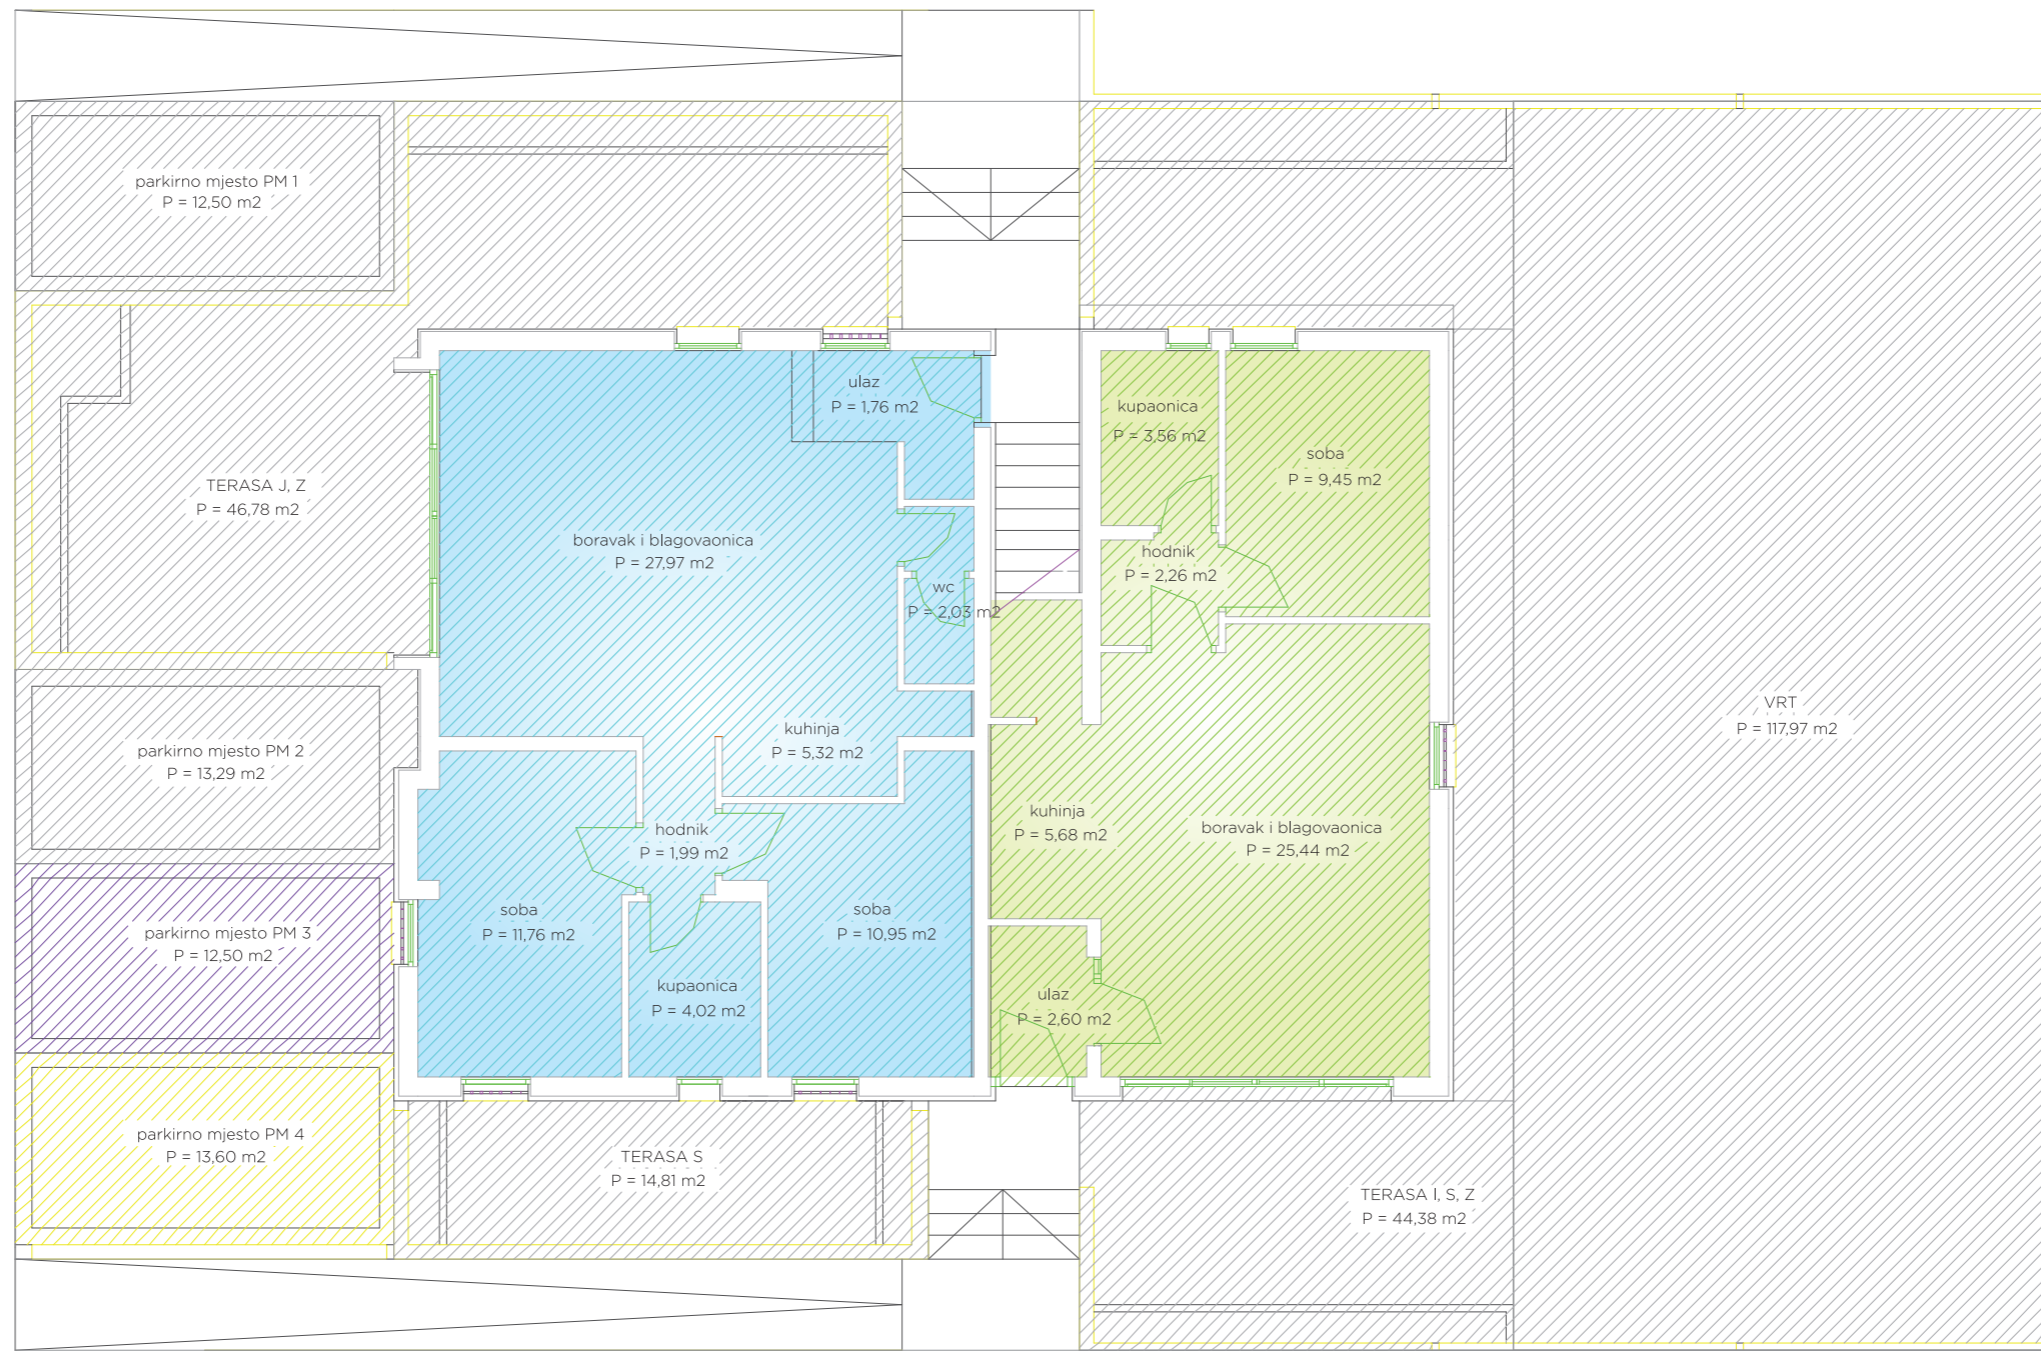 parkirno mjesto PM 1
P = 12,50 m2
TERASA J, Z
P = 46,78 m2
parkirno mjesto PM 2
P = 13,29 m2
parkirno mjesto PM 3
P = 12,50 m2
parkirno mjesto PM 4
P = 13,60 m2
ulaz
P = 1,76 m2
boravak i blagovaonica
P = 27,97 m2
wc
P = 2,03 m2
kuhinja
P = 5,32 m2
hodnik
P = 1,99 m2
soba
P = 11,76 m2
kupaonica
P = 4,02 m2
soba
P = 10,95 m2
TERASA S
P = 14,81 m2
kupaonica
P = 3,56 m2
soba
P = 9,45 m2
hodnik
P = 2,26 m2
kuhinja
P = 5,68 m2
boravak i blagovaonica
P = 25,44 m2
ulaz
P = 2,60 m2
TERASA I, S, Z
P = 44,38 m2
VRT
P = 117,97 m2